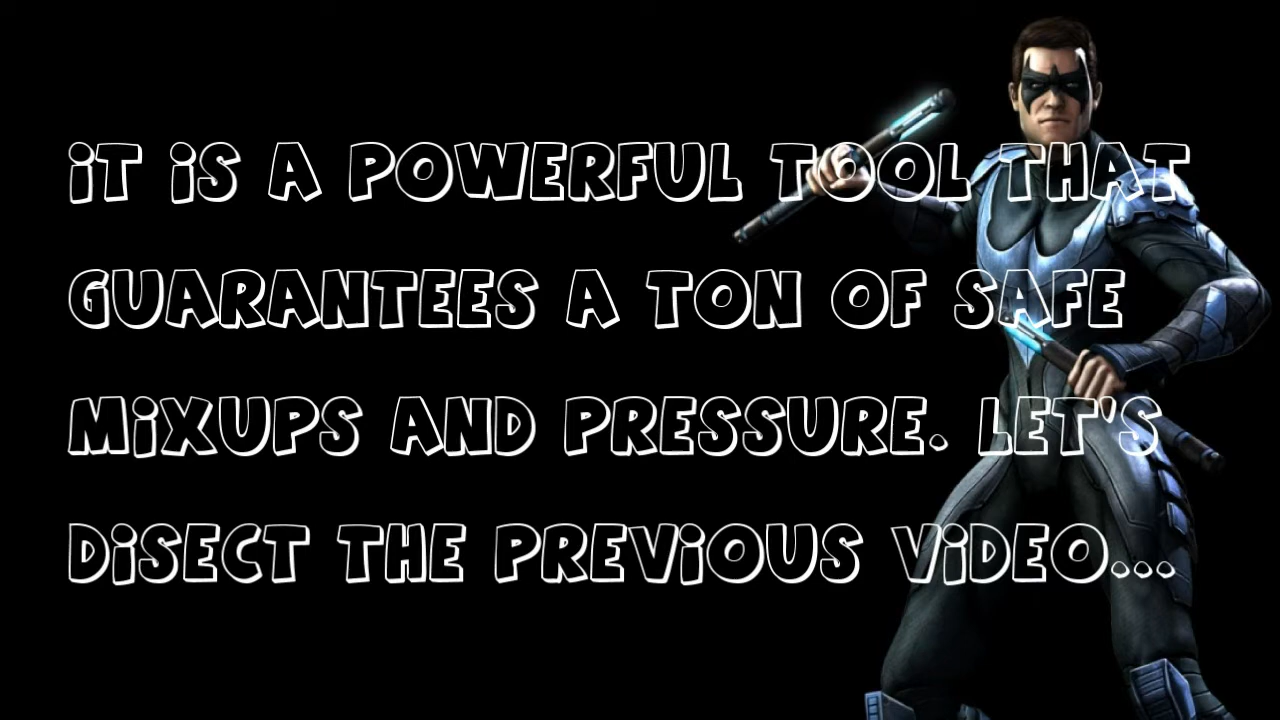 IT IS A POWERFUL TOOL THAT
GUARANTEES A TON OF SAFE
MIXUPS AND PRESSURE. LET'S
DISECT THE PREVIOUS VIDEO...